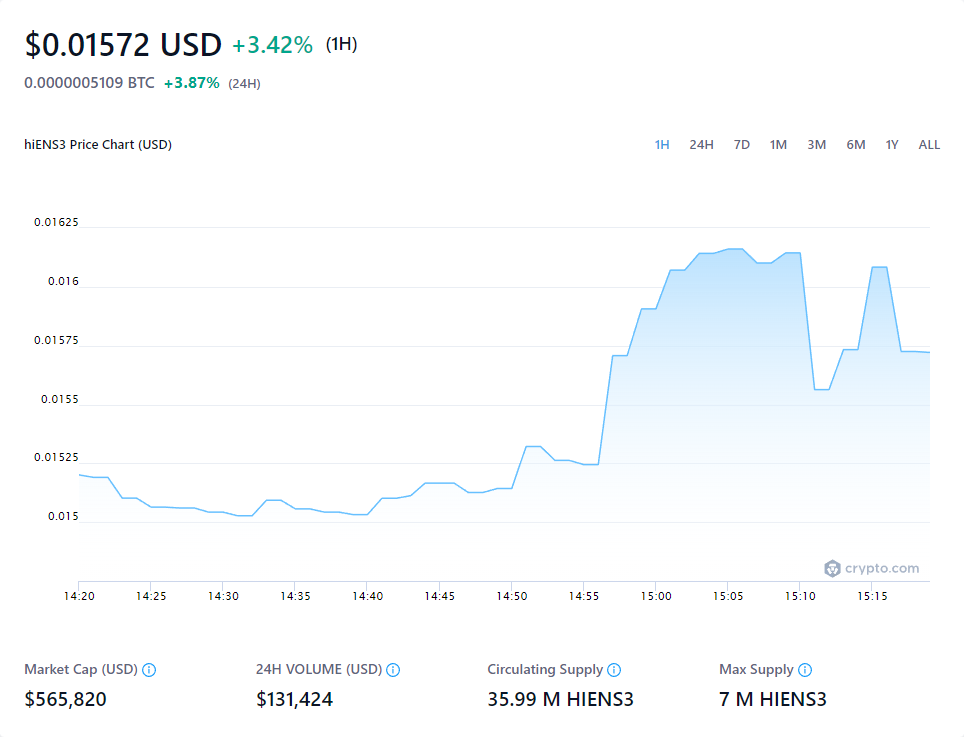 $0.01572 USD +3.42% (1H)
0.0000005109 BTC +3.87% (24H)
hiENS3 Price Chart (USD)
1H 24H 7D 1M 3M 6M 1Y ALL
0.01625
0.016
0.01575
0.0155
0.01525
0.015
crypto.com
14:20 14:25 14:30 14:35 14:40 14:45 14:50 14:55 15:00 15:05 15:10 15:15
Market Cap (USD) 24H VOLUME (USD) Circulating Supply Max Supply
$565,820 $131,424 35.99 M HIENS3 7 M HIENS3